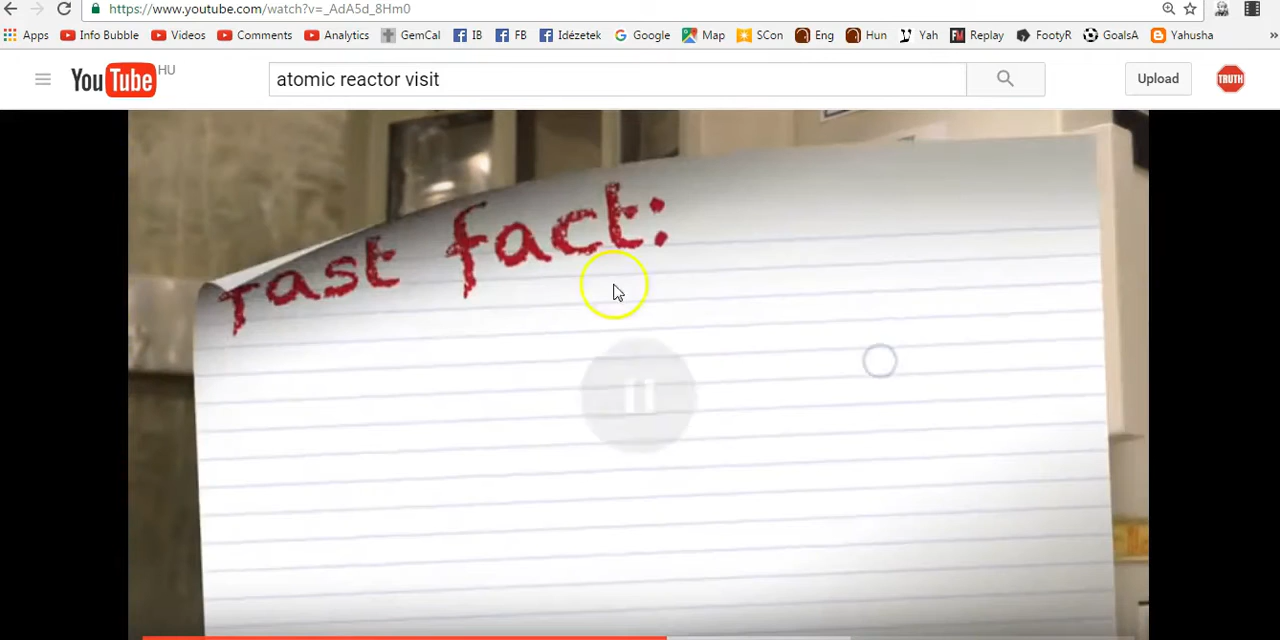 https://www.youtube.com/watch?v=_AdA5d_8Hm0
Apps Info Bubble Videos Comments Analytics GemCal IB FB Idézetek Google Map SCon Eng Hun Yah Replay FootyR GoalsA Yahusha »
YouTube HU atomic reactor visit Upload TRUTH
Fast fact: